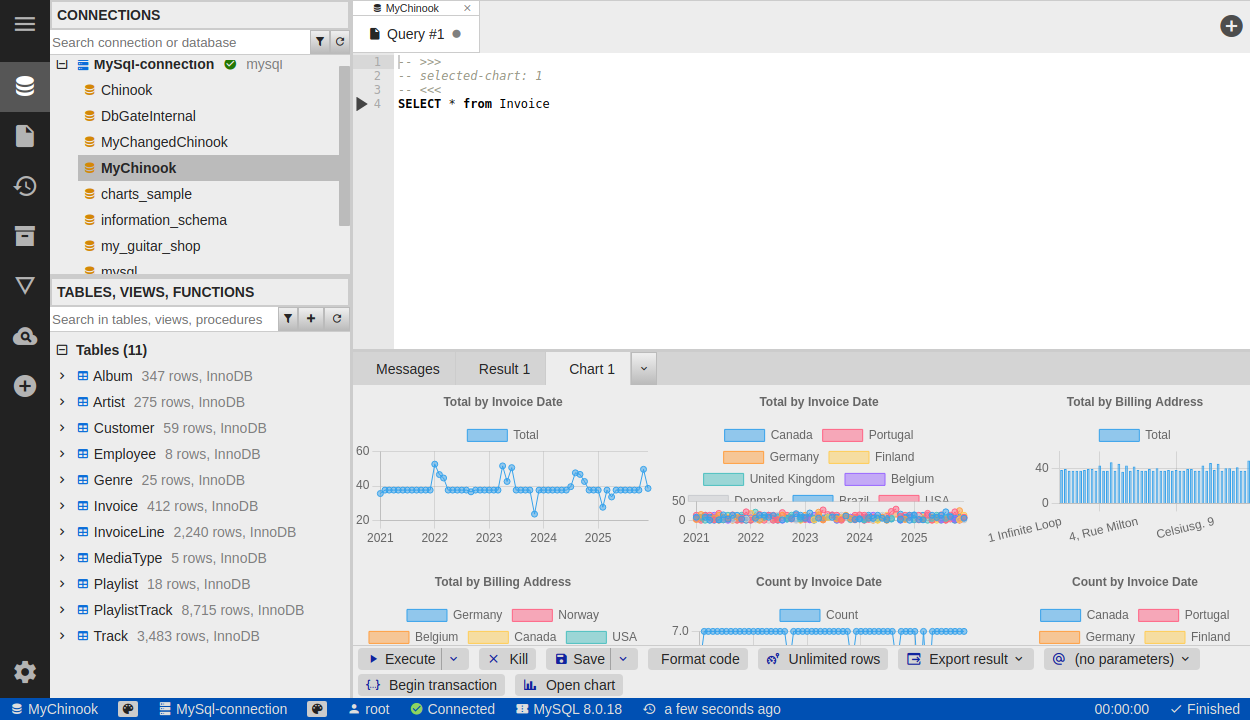 CONNECTIONS
Search connection or database
MySql-connection mysql
Chinook
DbGateInternal
MyChangedChinook
MyChinook
charts_sample
information_schema
my_guitar_shop
mysql
TABLES, VIEWS, FUNCTIONS
Search in tables, views, procedures
Tables (11)
Album 347 rows, InnoDB
Artist 275 rows, InnoDB
Customer 59 rows, InnoDB
Employee 8 rows, InnoDB
Genre 25 rows, InnoDB
Invoice 412 rows, InnoDB
InvoiceLine 2,240 rows, InnoDB
MediaType 5 rows, InnoDB
Playlist 18 rows, InnoDB
PlaylistTrack 8,715 rows, InnoDB
Track 3,483 rows, InnoDB
MyChinook
Query #1
1 -- >>>
2 -- selected-chart: 1
3 -- <<<
4 SELECT * from Invoice
Messages Result 1 Chart 1
Total by Invoice Date
Total
60
40
20
2021 2022 2023 2024 2025
Total by Invoice Date
Canada Portugal
Germany Finland
United Kingdom Belgium
Denmark Brazil USA
50
0
2021 2022 2023 2024 2025
Total by Billing Address
Total
40
0
1 Infinite Loop 4, Rue Milton Celsiusg. 9
Total by Billing Address
Germany Norway
Belgium Canada USA
Count by Invoice Date
Count
7.0
Count by Invoice Date
Canada Portugal
Germany Finland
Execute Kill Save Format code Unlimited rows Export result (no parameters)
{..} Begin transaction Open chart
MyChinook MySql-connection root Connected MySQL 8.0.18 a few seconds ago 00:00:00 Finished